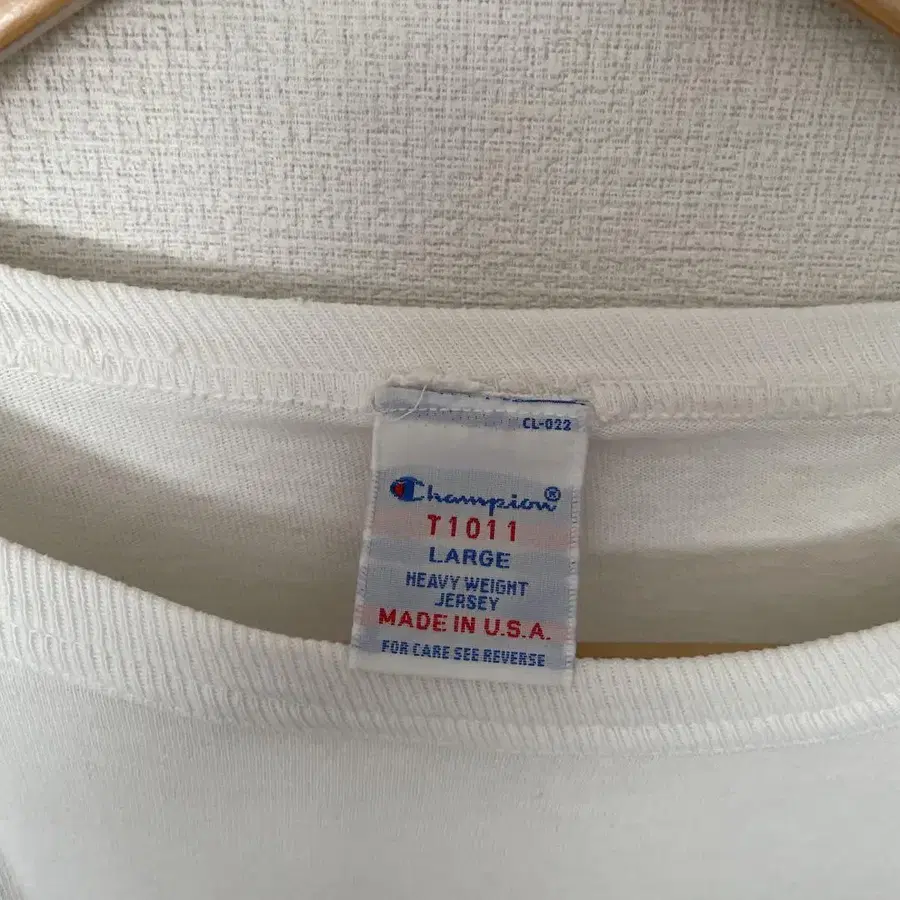 CL-022
Champion®
T1011
LARGE
HEAVY WEIGHT
JERSEY
MADE IN U.S.A.
FOR CARE SEE REVERSE